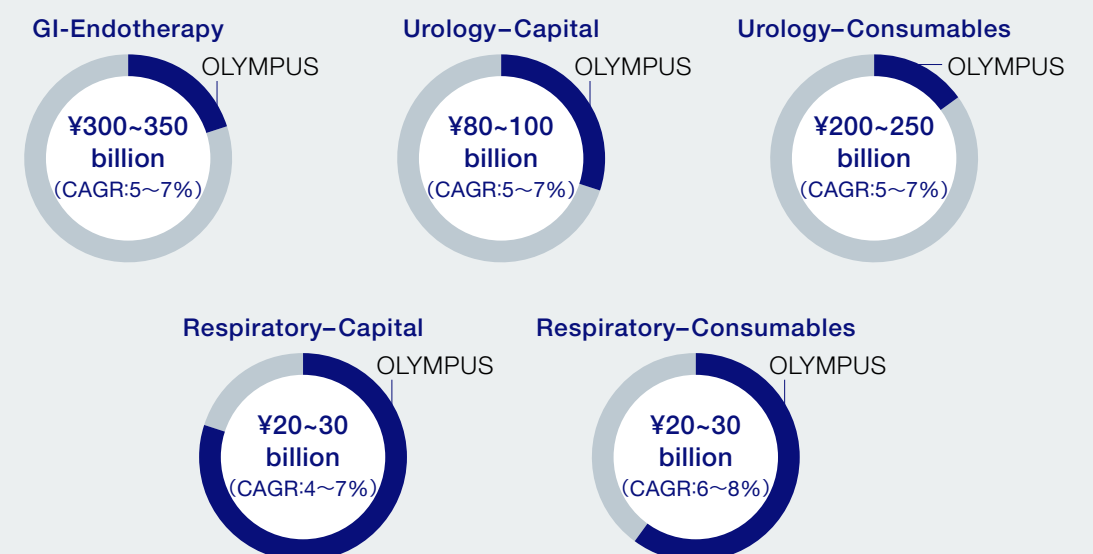 GI-Endotherapy
OLYMPUS
¥300~350
billion
(CAGR:5～7%)
Urology–Capital
OLYMPUS
¥80~100
billion
(CAGR:5～7%)
Urology–Consumables
OLYMPUS
¥200~250
billion
(CAGR:5～7%)
Respiratory–Capital
OLYMPUS
¥20~30
billion
(CAGR:4～7%)
Respiratory–Consumables
OLYMPUS
¥20~30
billion
(CAGR:6～8%)